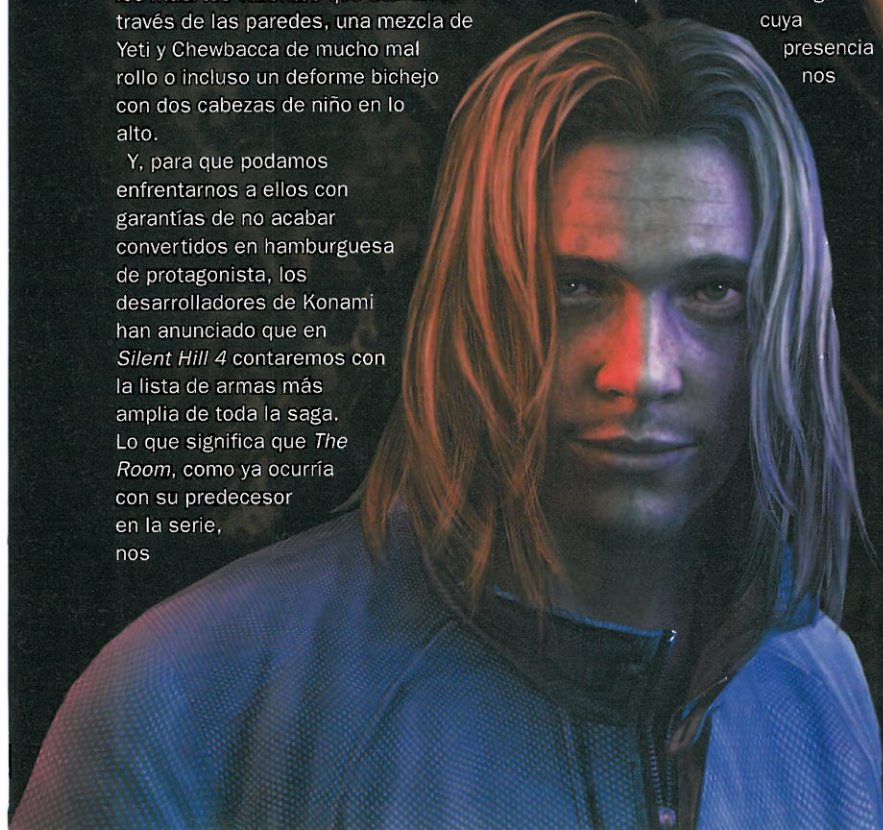 través de las paredes, una mezcla de
Yeti y Chewbacca de mucho mal
rollo o incluso un deforme bichejo
con dos cabezas de niño en lo
alto.
Y, para que podamos
enfrentarnos a ellos con
garantías de no acabar
convertidos en hamburguesa
de protagonista, los
desarrolladores de Konami
han anunciado que en
Silent Hill 4 contaremos con
la lista de armas más
amplia de toda la saga.
Lo que significa que The
Room, como ya ocurría
con su predecesor
en la serie,
nos
cuya
presencia
nos